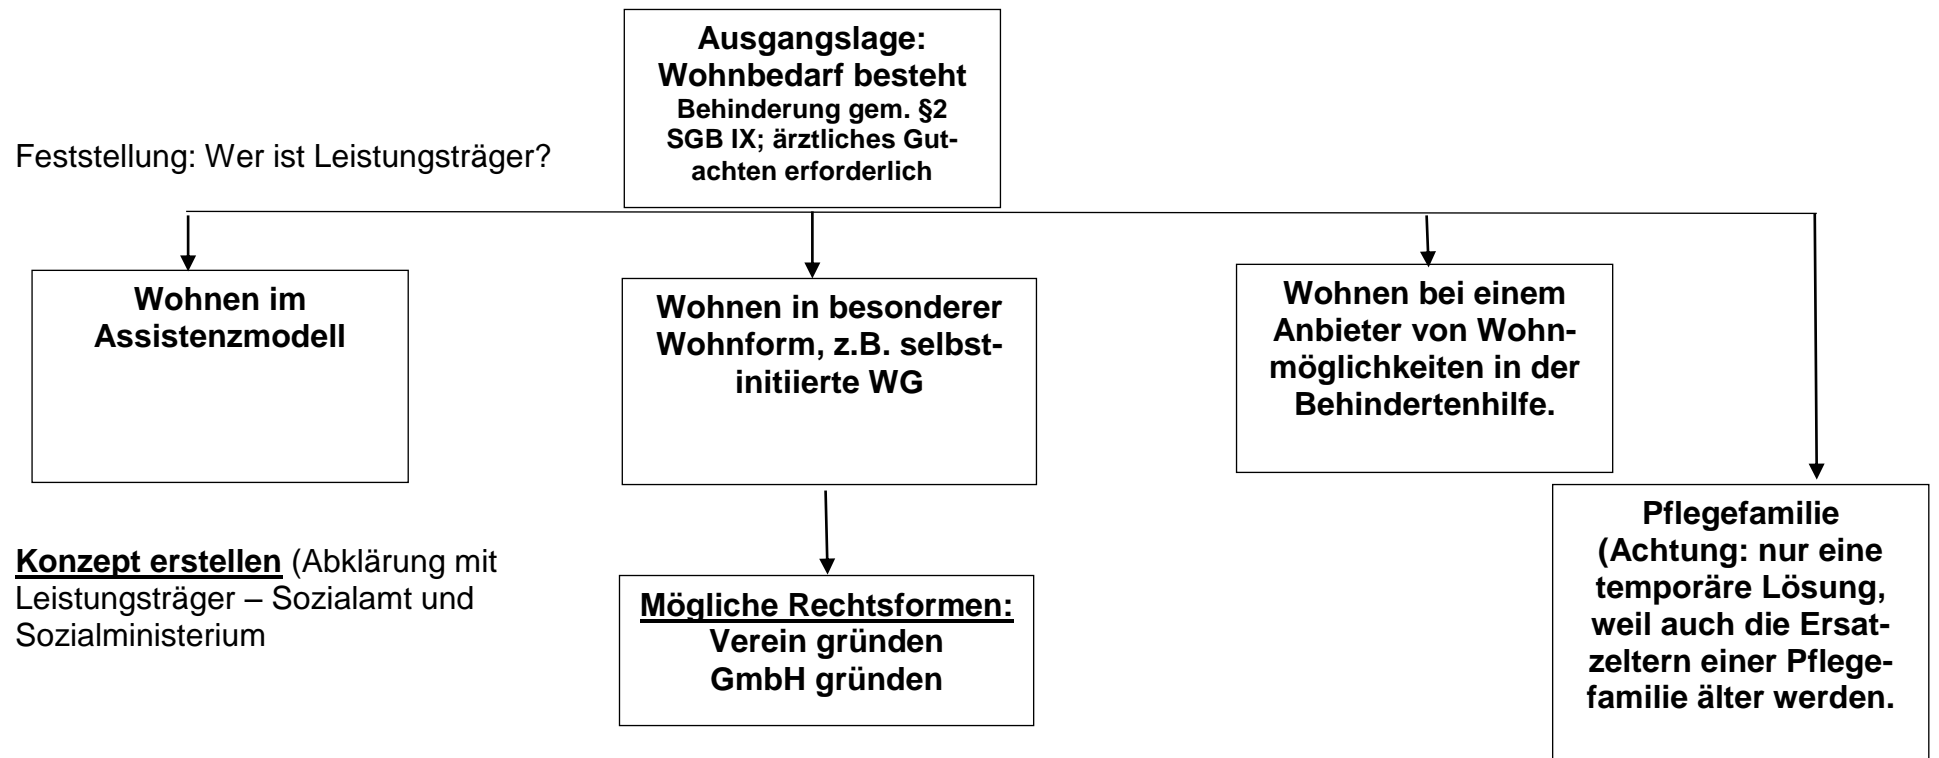 Ausgangslage:
Wohnbedarf besteht
Behinderung gem. §2
SGB IX; ärztliches Gut-
achten erforderlich
Feststellung: Wer ist Leistungsträger?
Wohnen im
Assistenzmodell
Wohnen in besonderer
Wohnform, z.B. selbst-
initiierte WG
Wohnen bei einem
Anbieter von Wohn-
möglichkeiten in der
Behindertenhilfe.
Pflegefamilie
(Achtung: nur eine
temporäre Lösung,
weil auch die Ersat-
zeltern einer Pflege-
familie älter werden.
Konzept erstellen (Abklärung mit
Leistungsträger – Sozialamt und
Sozialministerium
Mögliche Rechtsformen:
Verein gründen
GmbH gründen